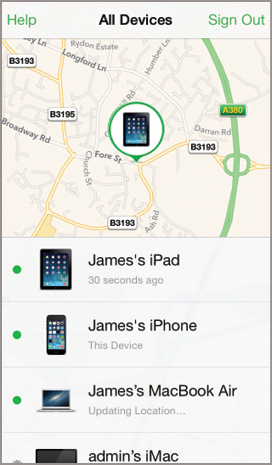 Help All Devices Sign Out
Rydon Estate
Longford Ln
Humber Ln
B3193
B3195
A380
Broadway Rd
Darran Rd
B3193
Fore St
Church St
B3193
Ash Rd
James's iPad
30 seconds ago
James's iPhone
This Device
James's MacBook Air
Updating Location...
admin's iMac